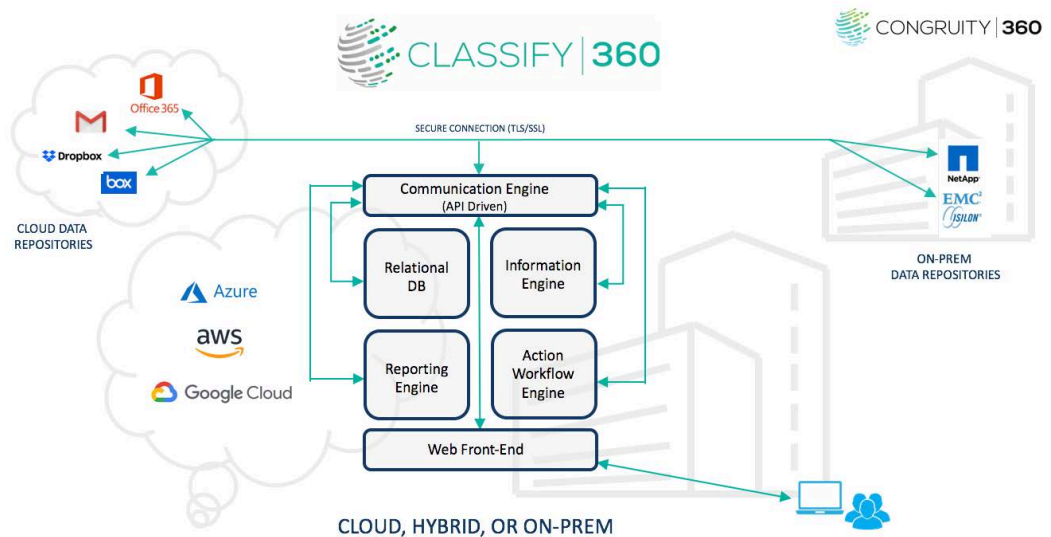 CLASSIFY | 360
CONGRUITY | 360
Office 365
Dropbox
box
CLOUD DATA
REPOSITORIES
SECURE CONNECTION (TLS/SSL)
NetApp
EMC²
ISILON
ON-PREM
DATA REPOSITORIES
Communication Engine
(API Driven)
Relational
DB
Information
Engine
Reporting
Engine
Action
Workflow
Engine
Web Front-End
Azure
aws
Google Cloud
CLOUD, HYBRID, OR ON-PREM